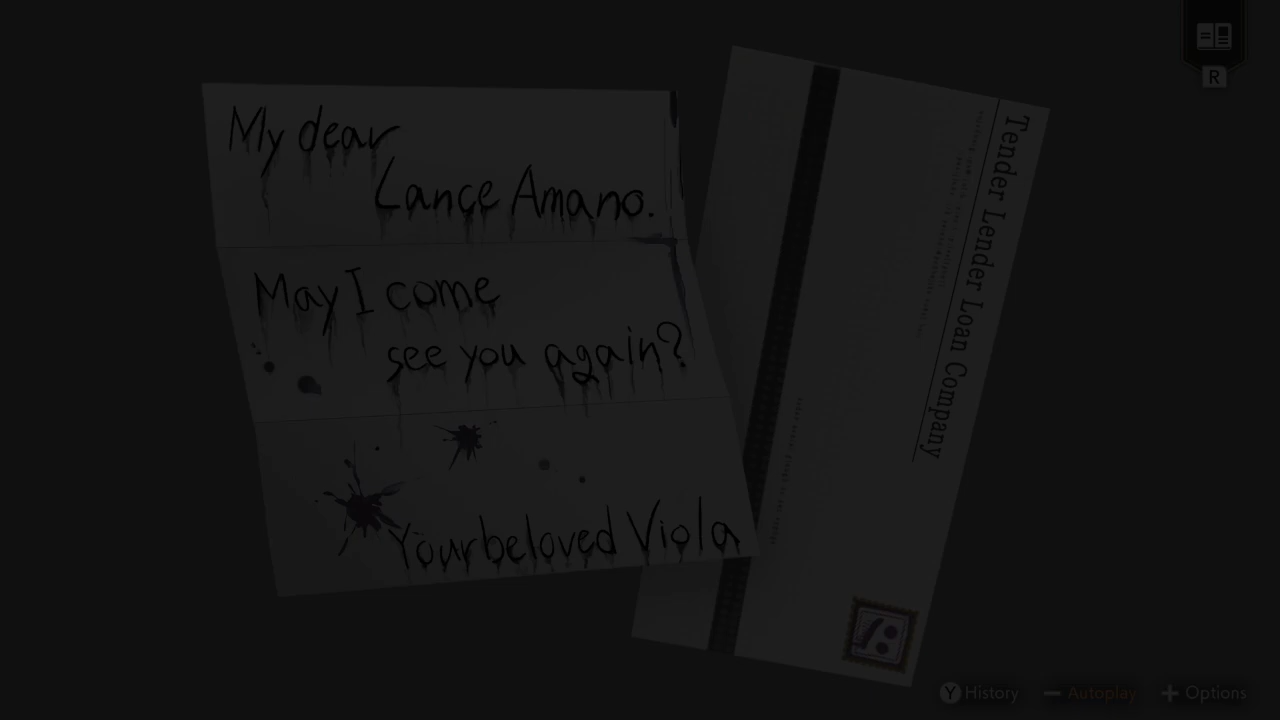 My dear
Lance Amano.
May I come
see you again?
Your beloved Viola
Tender Lender Loan Company
R
Y History
Autoplay
Options